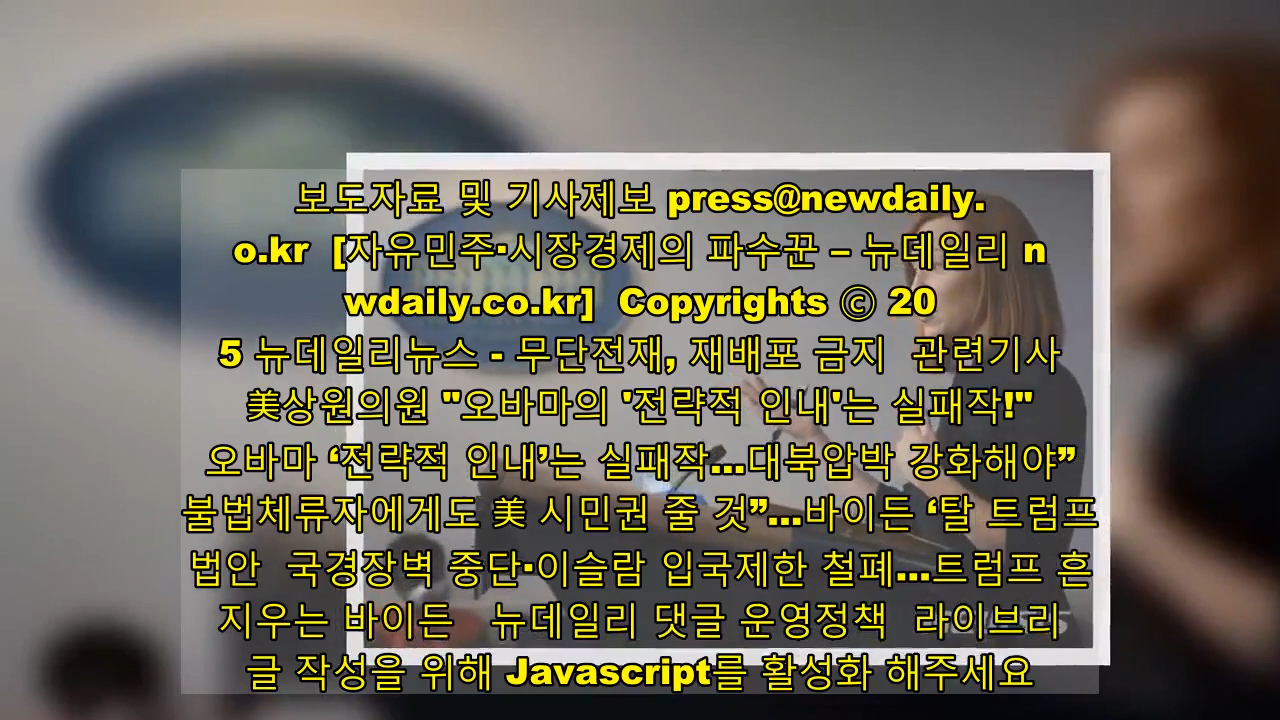 보도자료 및 기사제보 press@newdaily.
o.kr [자유민주·시장경제의 파수꾼 – 뉴데일리 n
wdaily.co.kr] Copyrights ⓒ 20
5 뉴데일리뉴스 - 무단전재, 재배포 금지 관련기사
美상원의원 "오바마의 '전략적 인내'는 실패작!"
오바마 ‘전략적 인내’는 실패작…대북압박 강화해야”
불법체류자에게도 美 시민권 줄 것”…바이든 ‘탈 트럼프
법안 국경장벽 중단·이슬람 입국제한 철폐…트럼프 흔
지우는 바이든 뉴데일리 댓글 운영정책 라이브리
글 작성을 위해 Javascript를 활성화 해주세요